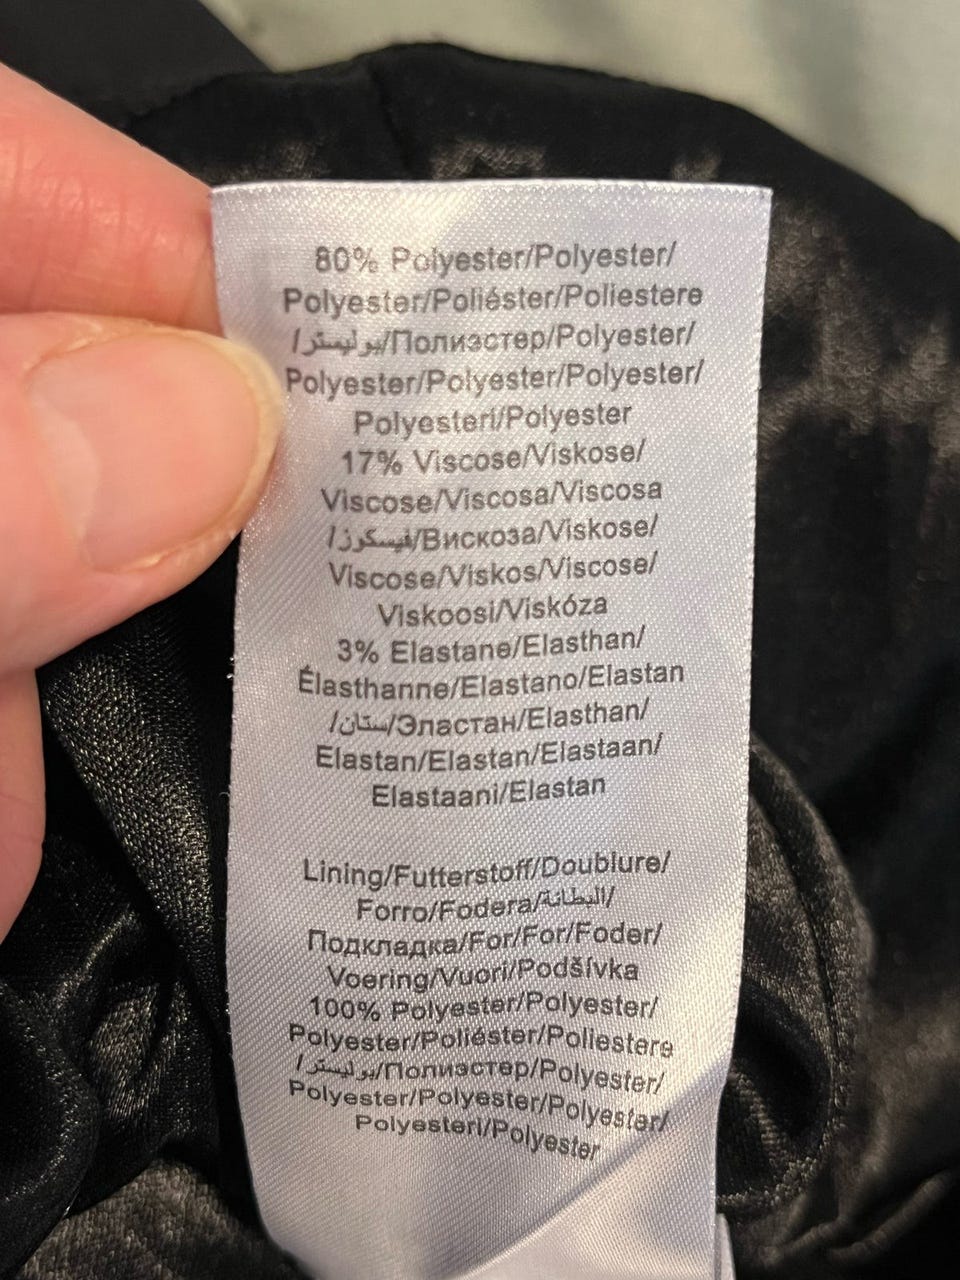 80% Polyester/Polyester/
Polyester/Poliéster/Poliestere
بوليستر/Полиэстер/Polyester/
Polyester/Polyester/Polyester/
Polyesteri/Polyester
17% Viscose/Viskose/
Viscose/Viscosa/Viscosa
فيسكوز/Вискоза/Viskose/
Viscose/Viskos/Viscose/
Viskoosi/Viskóza
3% Elastane/Elasthan/
Élasthanne/Elastano/Elastan
/ستان/Эластан/Elasthan/
Elastan/Elastan/Elastaan/
Elastaani/Elastan
Lining/Futterstoff/Doublure/
Forro/Fodera/البطانة/
Подкладка/For/For/Foder/
Voering/Vuori/Podšívka
100% Polyester/Polyester/
Polyester/Poliéster/Poliestere
/بوليستر/Полиэстер/Polyester/
Polyester/Polyester/Polyester/
Polyesteri/Polyester